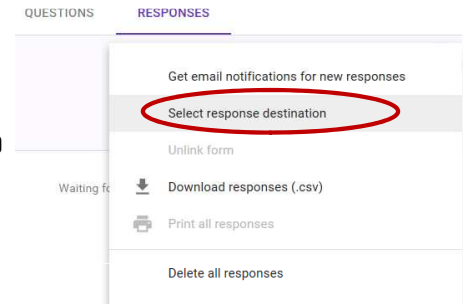 QUESTIONS RESPONSES
Get email notifications for new responses
Select response destination
Unlink form
Waiting
Download responses (.csv)
Print all responses
Delete all responses